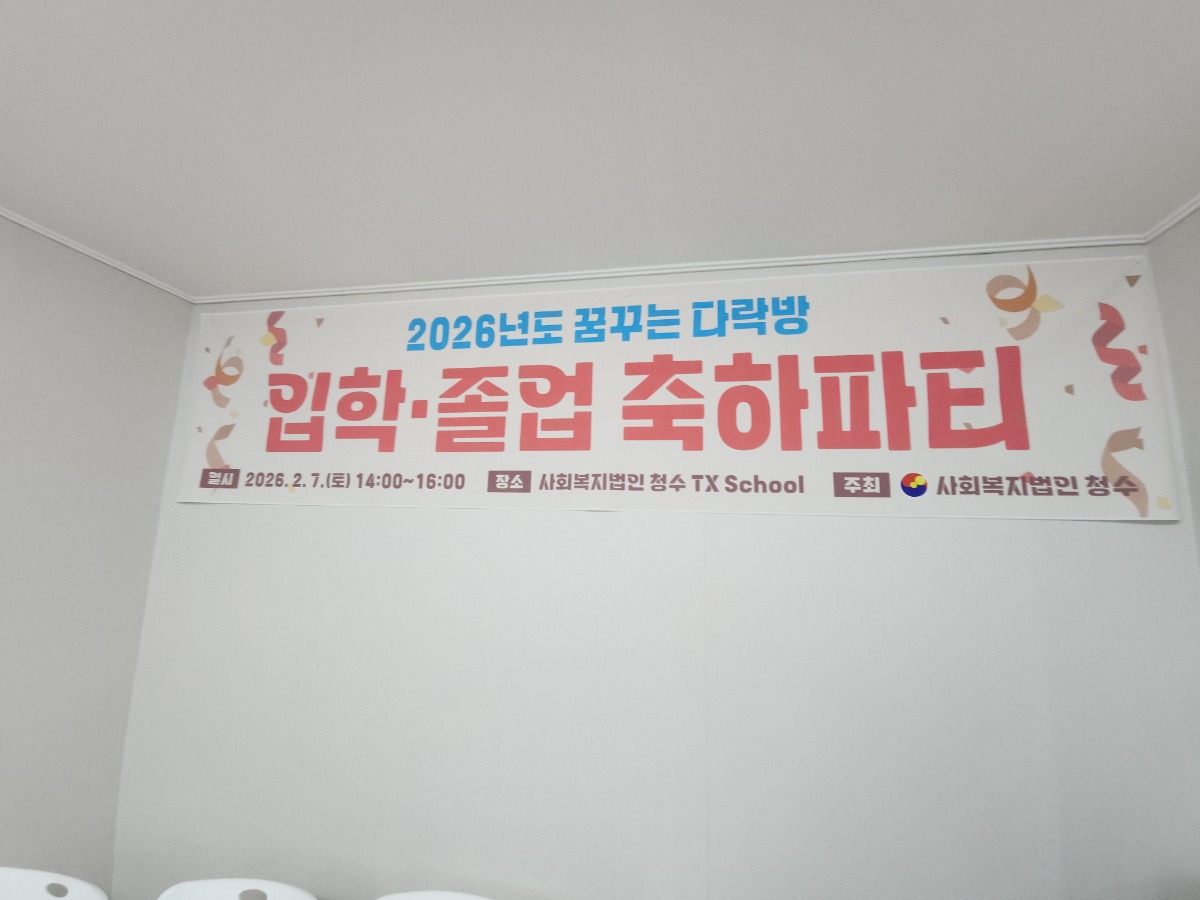 2026년도 꿈꾸는 다락방
입학·졸업 축하파티
일시 2026. 2. 7.(토) 14:00~16:00 장소 사회복지법인 청수 TX School 주최 사회복지법인 청수